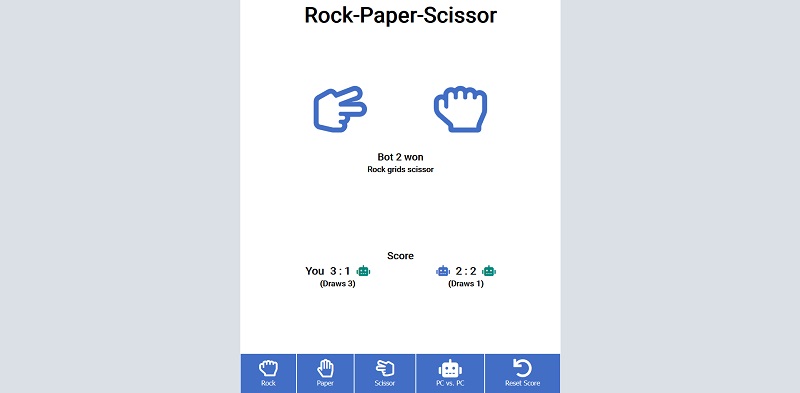 Rock-Paper-Scissor
Bot 2 won
Rock grids scissor
Score
You 3 : 1
(Draws 3)
2 : 2
(Draws 1)
Rock
Paper
Scissor
PC vs. PC
Reset Score